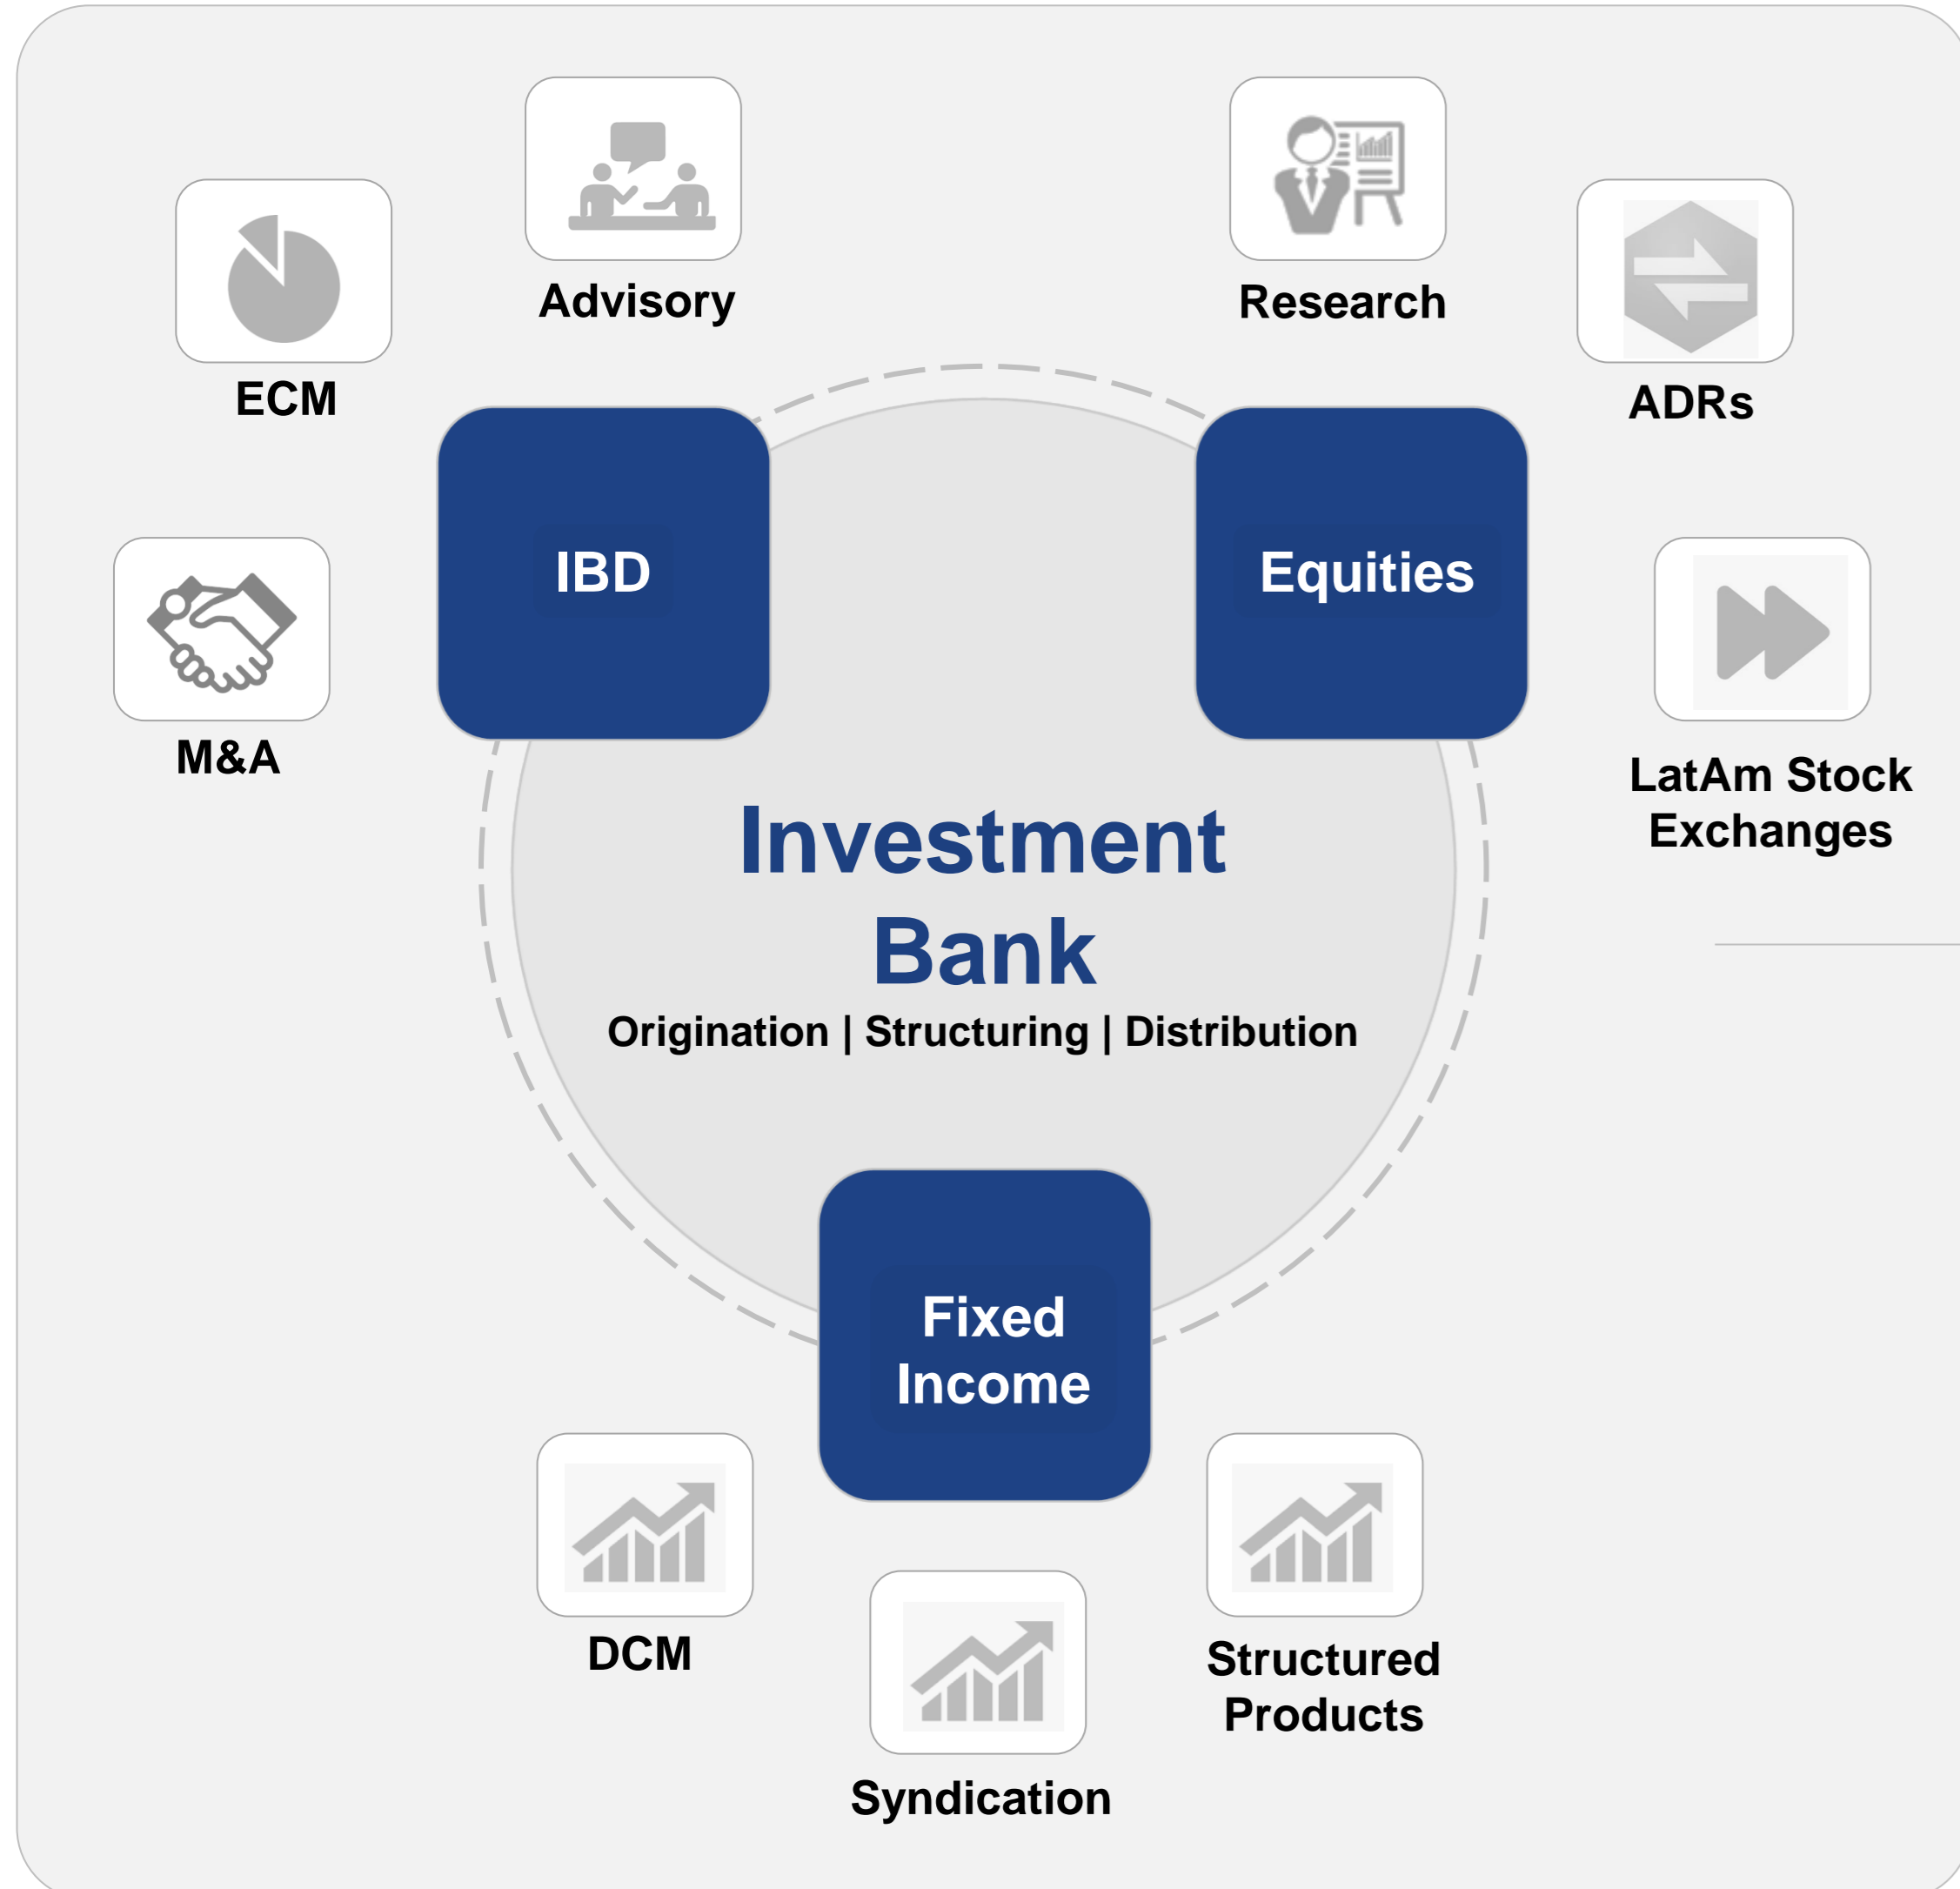 Advisory
Research
ECM
ADRs
IBD
Equities
M&A
LatAm Stock
Exchanges
Investment
Bank
Origination | Structuring | Distribution
Fixed
Income
DCM
Structured
Products
Syndication